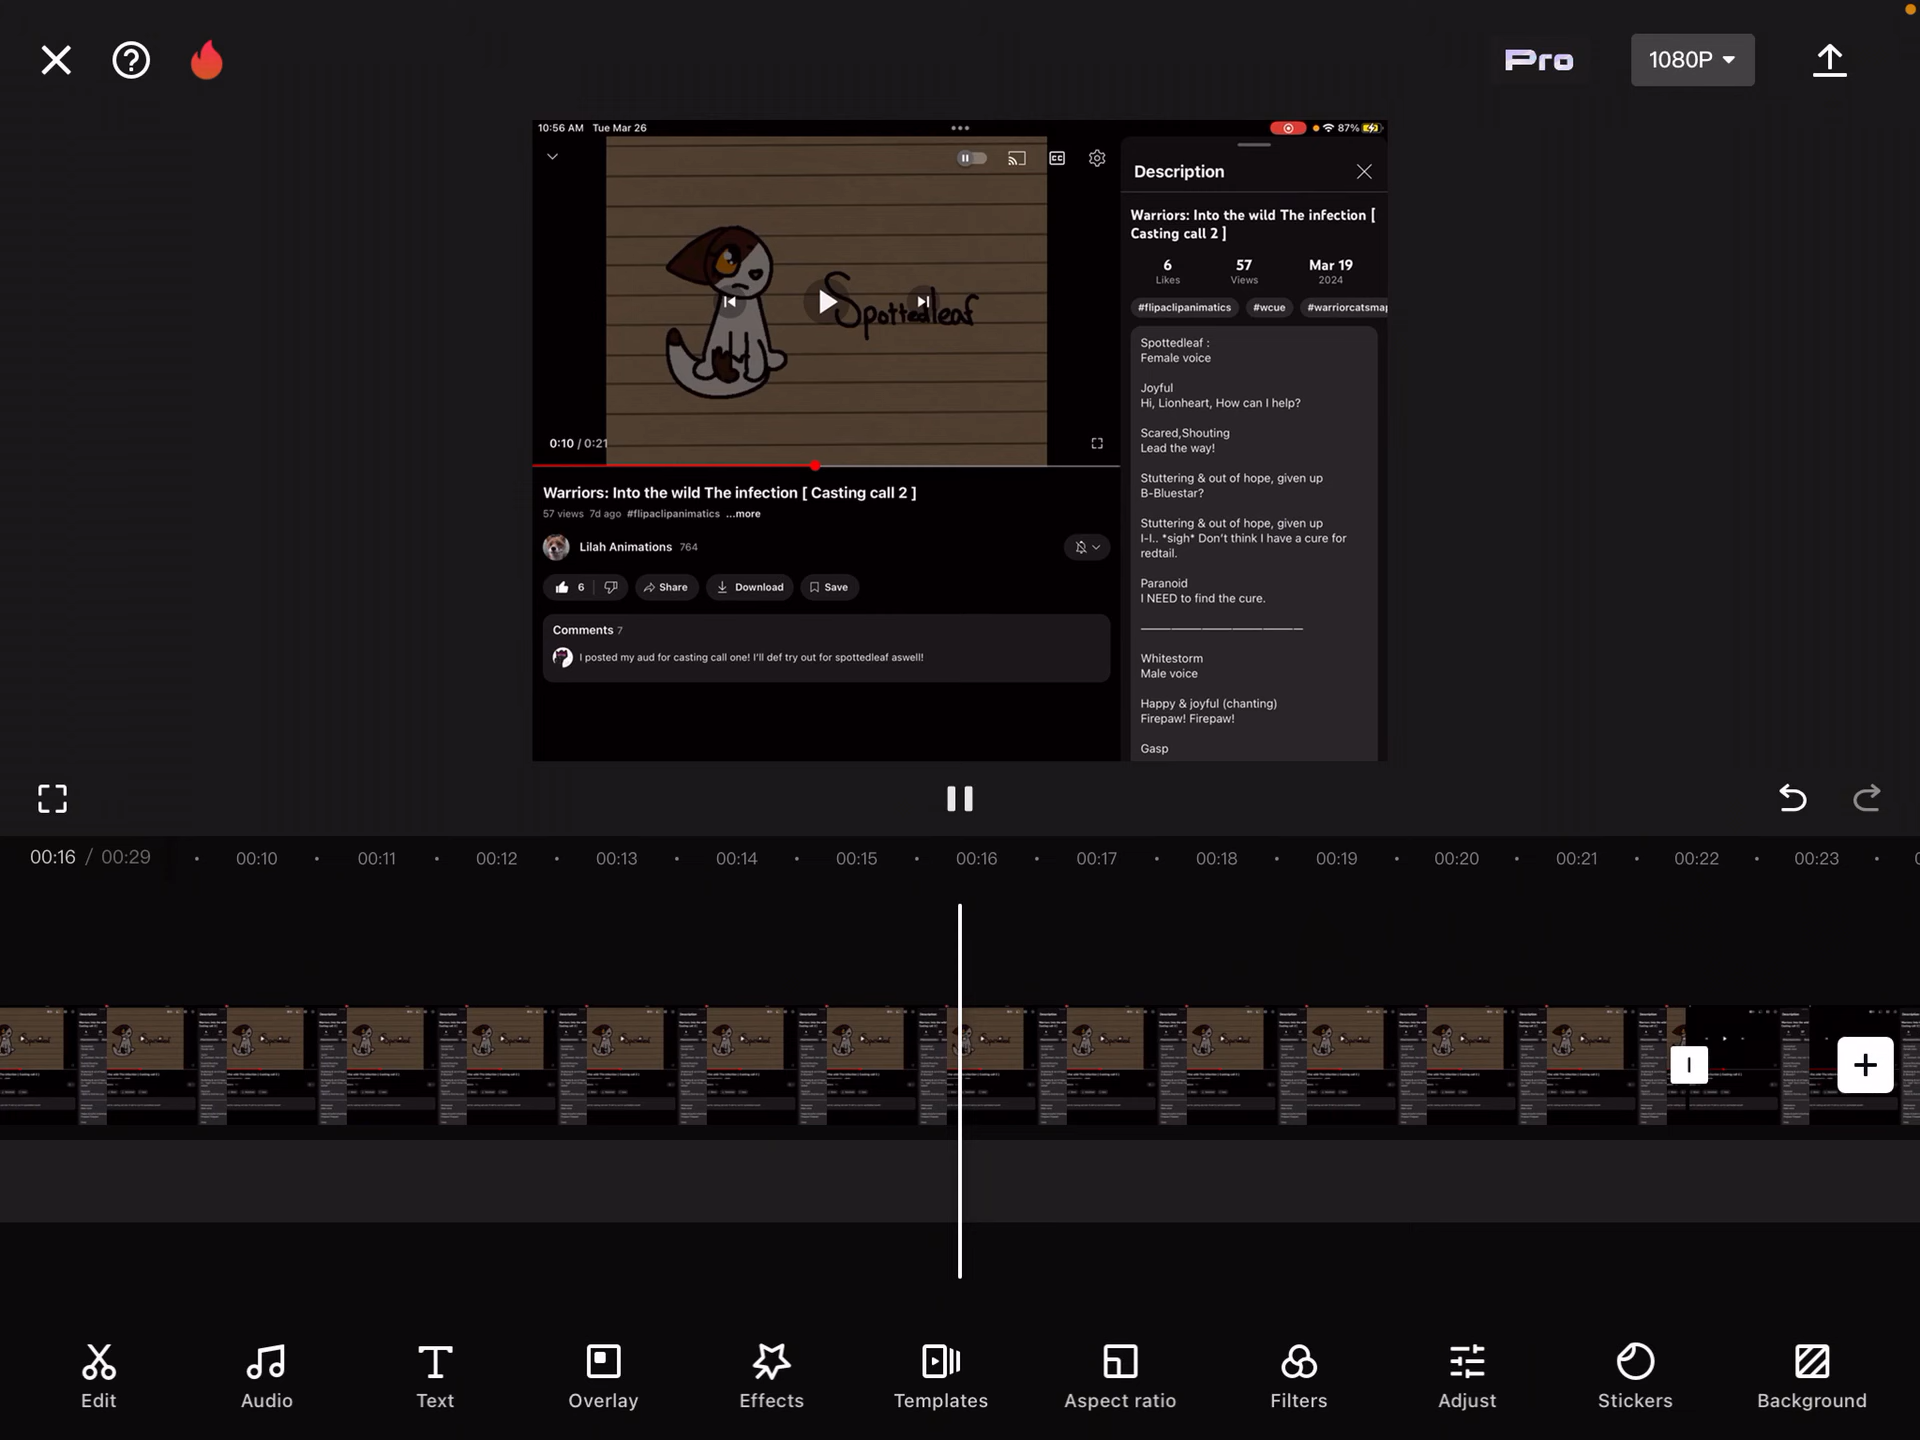 Pro
1080P
10:56 AM Tue Mar 26
87%
Spottedleaf
0:10 / 0:21
Description
Warriors: Into the wild The infection [
Casting call 2 ]
6
57
Mar 19
Likes
Views
2024
#flipaclipanimatics
#wcue
#warriorcatsmap
Spottedleaf :
Female voice
Joyful
Hi, Lionheart, How can I help?
Scared,Shouting
Lead the way!
Stuttering & out of hope, given up
B-Bluestar?
Stuttering & out of hope, given up
I-I.. *sigh* Don't think I have a cure for
redtail.
Paranoid
I NEED to find the cure.
Whitestorm
Male voice
Happy & joyful (chanting)
Firepaw! Firepaw!
Gasp
Warriors: Into the wild The infection [ Casting call 2 ]
57 views 7d ago #flipaclipanimatics ...more
Lilah Animations 764
6
Share
Download
Save
Comments 7
I posted my aud for casting call one! I'll def try out for spottedleaf aswell!
00:16 / 00:29
00:10
00:11
00:12
00:13
00:14
00:15
00:16
00:17
00:18
00:19
00:20
00:21
00:22
00:23
Edit
Audio
Text
Overlay
Effects
Templates
Aspect ratio
Filters
Adjust
Stickers
Background